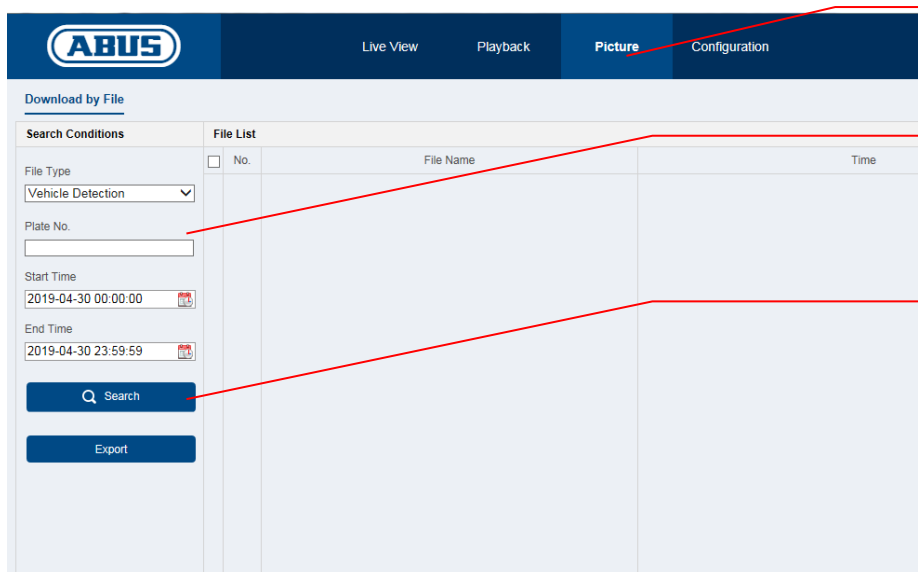 ABUS
Live View Playback Picture Configuration
Download by File
Search Conditions File List
No. File Name Time
File Type
Vehicle Detection
Plate No.
Start Time
2019-04-30 00:00:00
End Time
2019-04-30 23:59:59
Search
Export